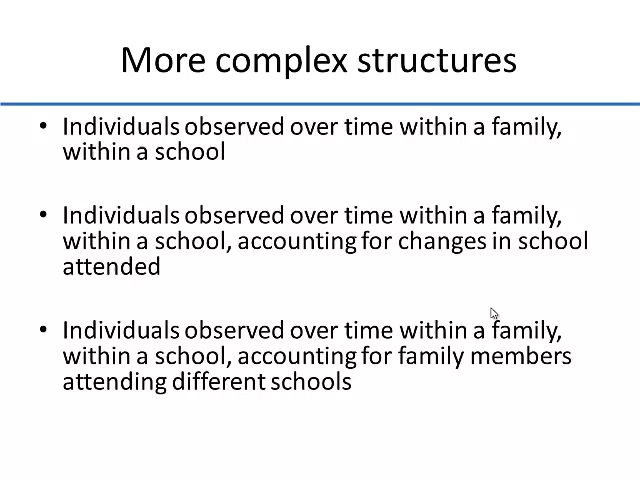 More complex structures
• Individuals observed over time within a family,
within a school
• Individuals observed over time within a family,
within a school, accounting for changes in school
attended
• Individuals observed over time within a family,
within a school, accounting for family members
attending different schools